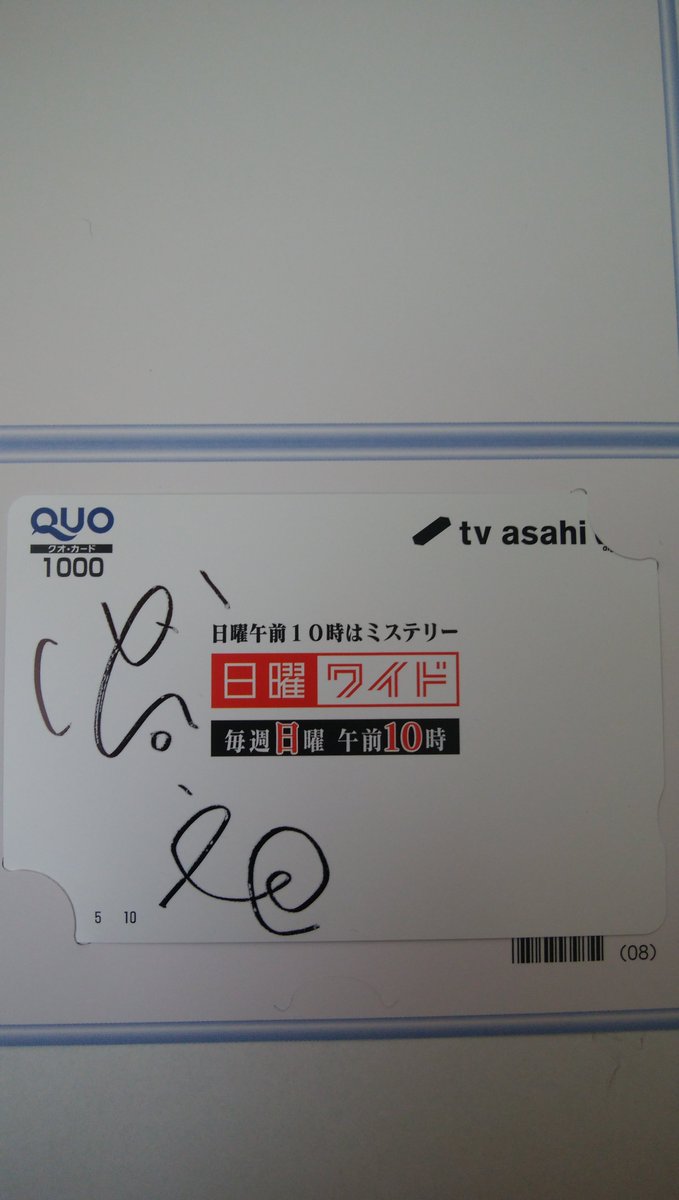 QUO
クオ・カード
1000
tv asahi
日曜午前１０時はミステリー
日曜ワイド
毎週日曜 午前10時
5 10
(08)